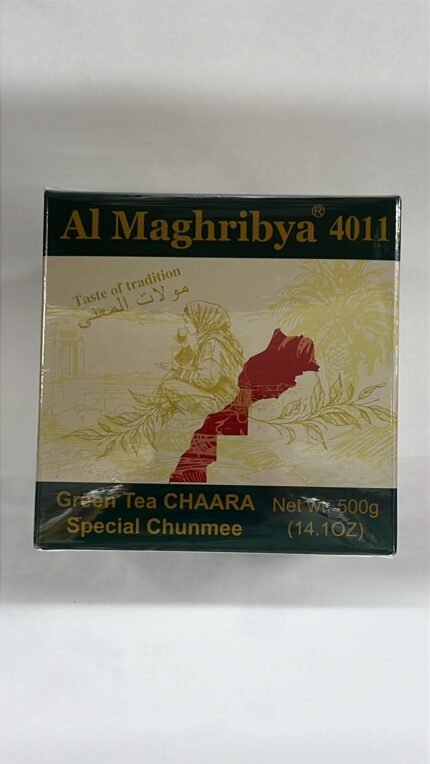 Al Maghribya® 4011
Taste of tradition
مولات المعنى
Green Tea CHAARA
Special Chunmee
Net wt. 500g
(14.1OZ)